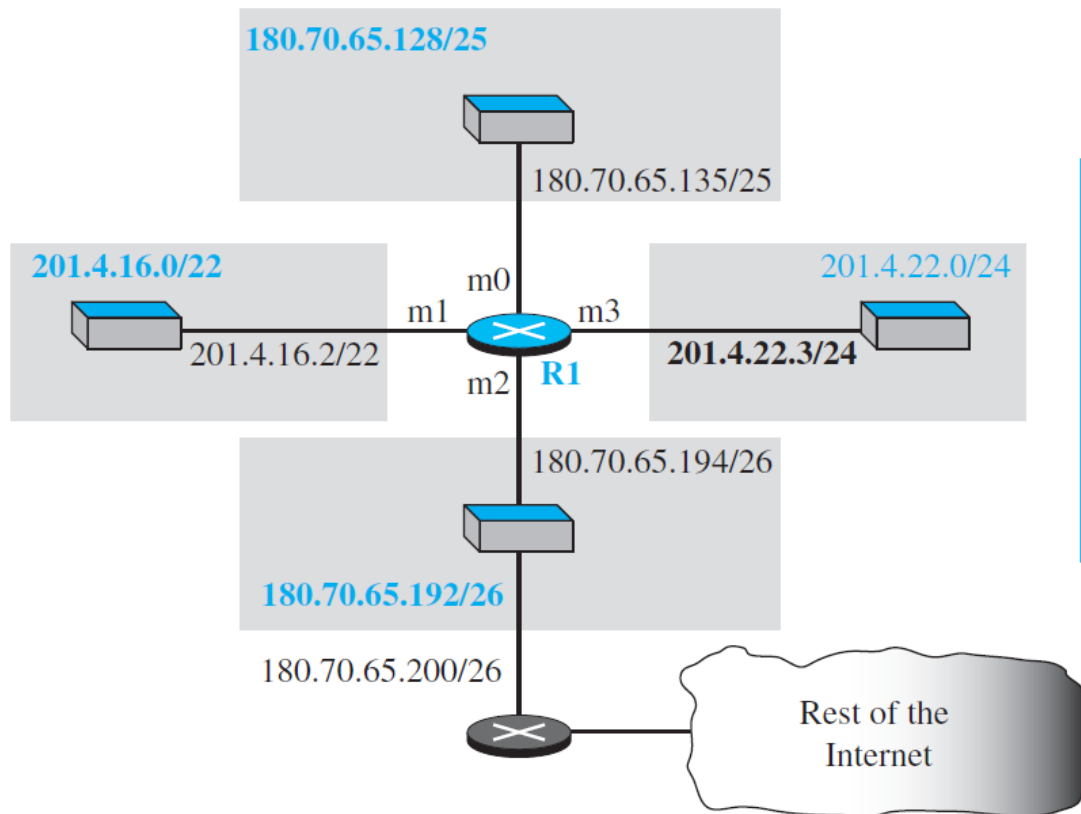 180.70.65.128/25
180.70.65.135/25
201.4.16.0/22
201.4.22.0/24
m0
m1
m3
201.4.16.2/22
201.4.22.3/24
R1
m2
180.70.65.194/26
180.70.65.192/26
180.70.65.200/26
Rest of the
Internet